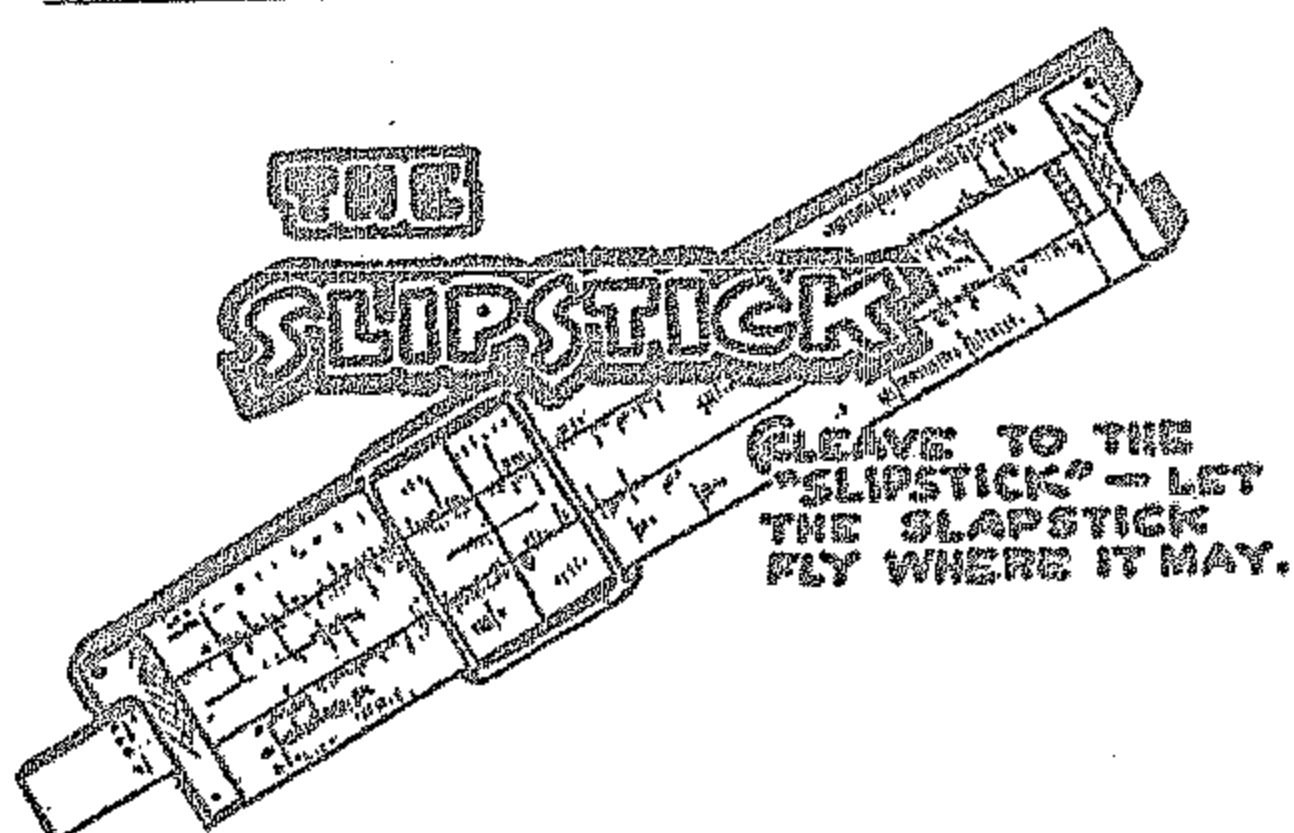 THE
SLIPSTICK
CLEAVE TO THE
"SLIPSTICK" — LET
THE SLAPSTICK
FLY WHERE IT MAY.